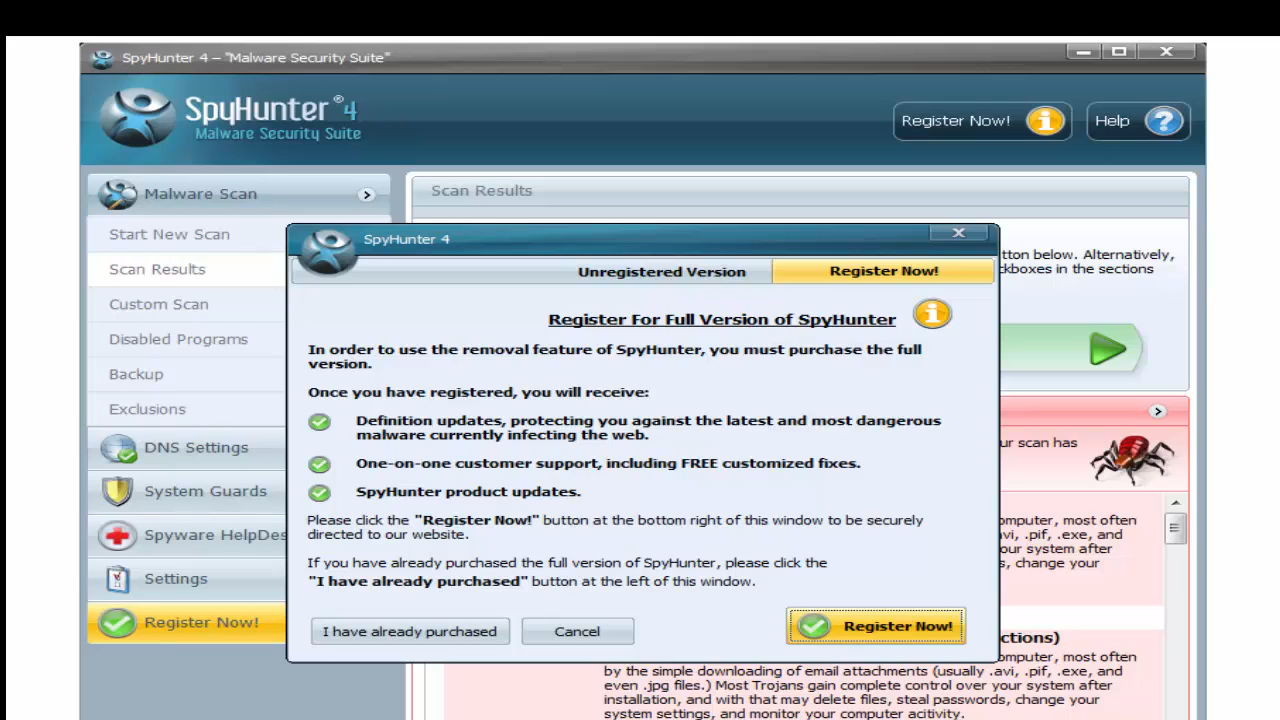 SpyHunter 4 – "Malware Security Suite"
SpyHunter® 4
Malware Security Suite
Register Now!
Help
Malware Scan
Start New Scan
Scan Results
Custom Scan
Disabled Programs
Backup
Exclusions
DNS Settings
System Guards
Spyware HelpDes
Settings
Register Now!
Scan Results
tton below. Alternatively,
ckboxes in the sections
ur scan has
omputer, most often
avi, .pif, .exe, and
our system after
s, change your
ctions)
omputer, most often
by the simple downloading of email attachments (usually .avi, .pif, .exe, and
even .jpg files.) Most Trojans gain complete control over your system after
installation, and with that may delete files, steal passwords, change your
system settings, and monitor your computer acitivity.
SpyHunter 4
Unregistered Version
Register Now!
Register For Full Version of SpyHunter
In order to use the removal feature of SpyHunter, you must purchase the full
version.
Once you have registered, you will receive:
Definition updates, protecting you against the latest and most dangerous
malware currently infecting the web.
One-on-one customer support, including FREE customized fixes.
SpyHunter product updates.
Please click the "Register Now!" button at the bottom right of this window to be securely
directed to our website.
If you have already purchased the full version of SpyHunter, please click the
"I have already purchased" button at the left of this window.
I have already purchased
Cancel
Register Now!